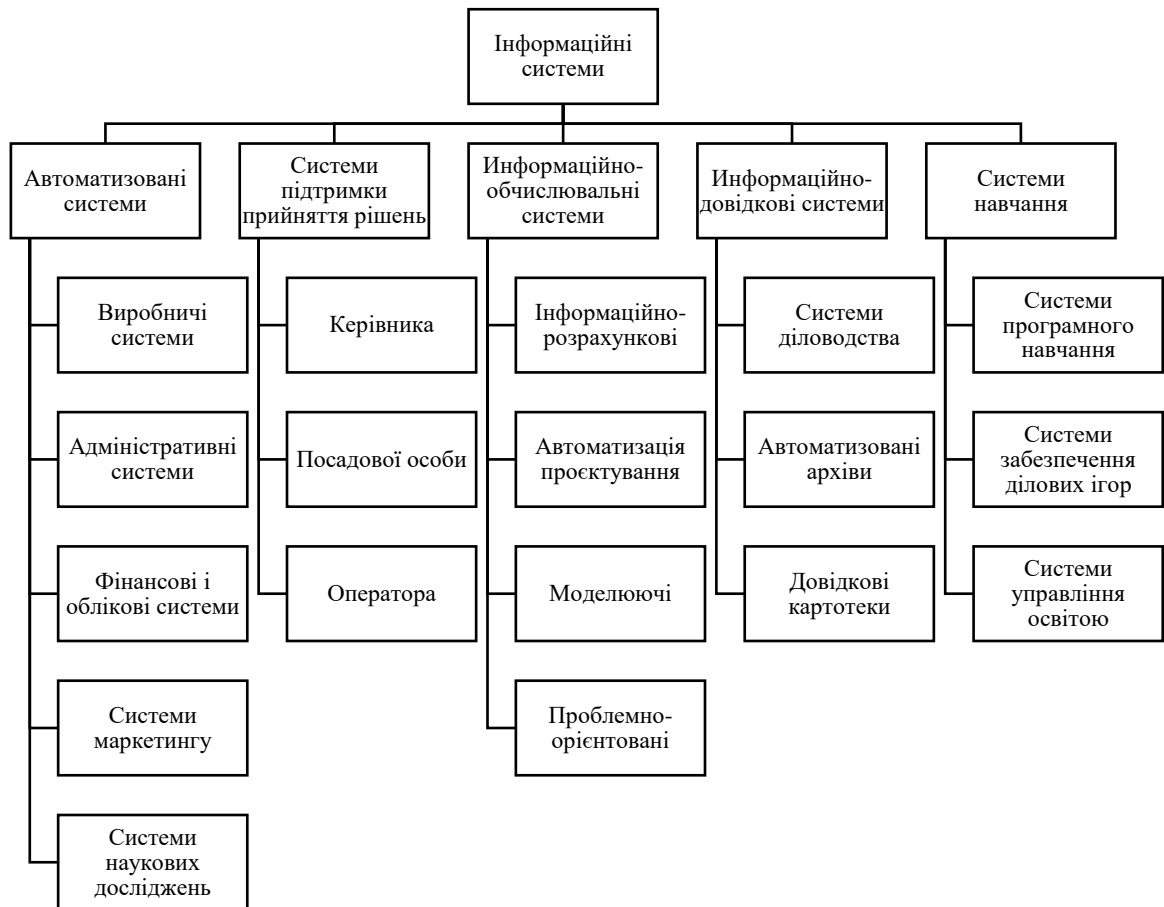 Інформаційні
системи
Автоматизовані
системи
Системи
підтримки
прийняття рішень
Информаційно-
обчислювальні
системи
Информаційно-
довідкові системи
Системи
навчання
Виробничі
системи
Керівника
Інформаційно-
розрахункові
Системи
діловодства
Системи
програмного
навчання
Адміністративні
системи
Посадової особи
Автоматизація
проєктування
Автоматизовані
архіви
Системи
забезпечення
ділових ігор
Фінансові і
облікові системи
Оператора
Моделюючі
Довідкові
картотеки
Системи
управління
освітою
Системи
маркетингу
Проблемно-
орієнтовані
Системи
наукових
досліджень